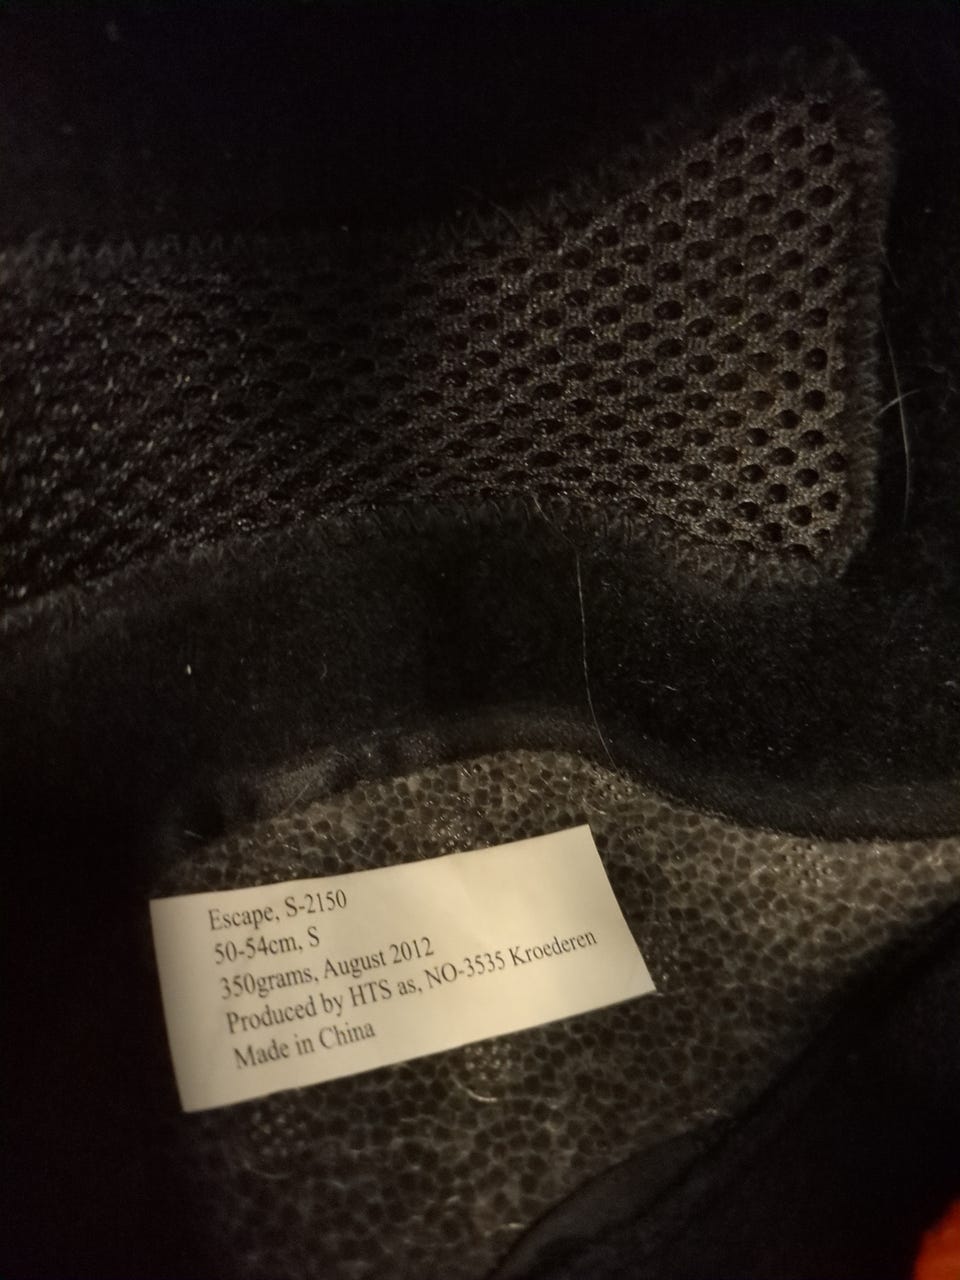 Escape, S-2150
50-54cm, S
350grams, August 2012
Produced by HTS as, NO-3535 Kroederen
Made in China